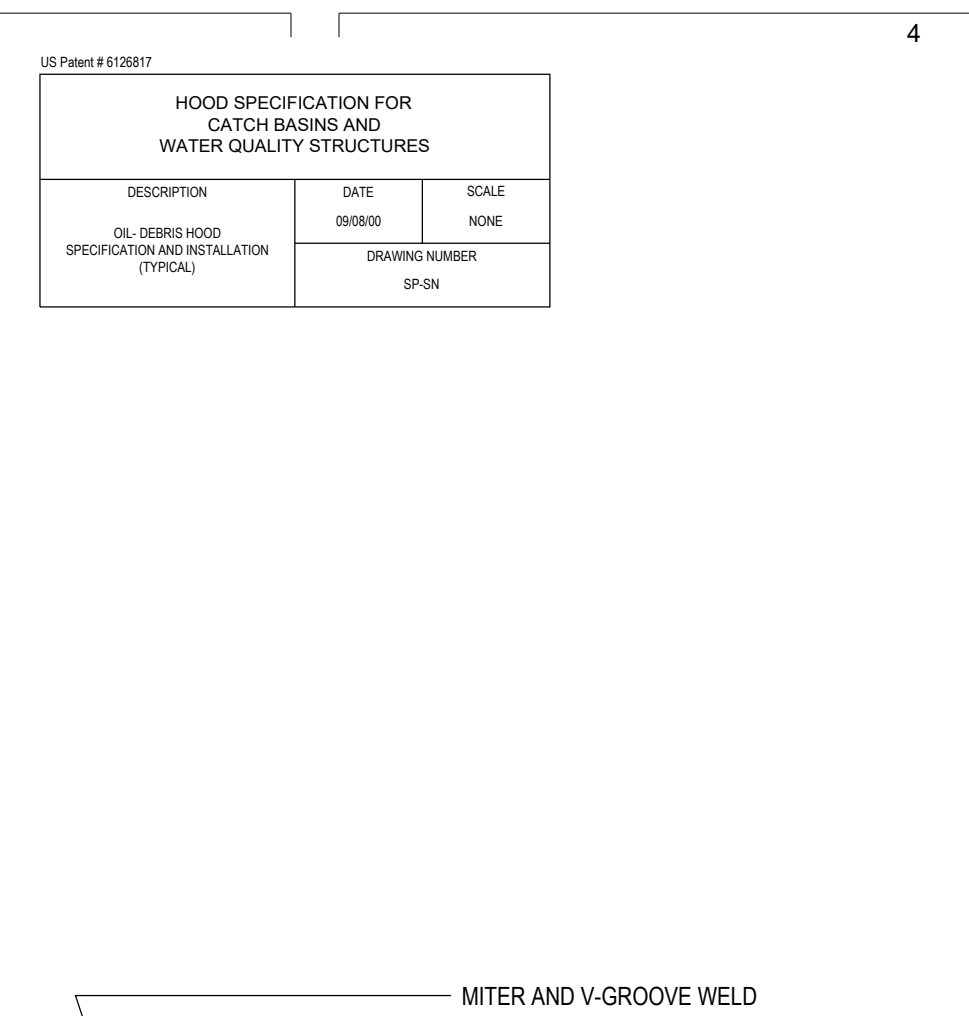 4
US Patent # 6126817
HOOD SPECIFICATION FOR
CATCH BASINS AND
WATER QUALITY STRUCTURES
DESCRIPTION
OIL- DEBRIS HOOD
SPECIFICATION AND INSTALLATION
(TYPICAL)
DATE
09/08/00
SCALE
NONE
DRAWING NUMBER
SP-SN
MITER AND V-GROOVE WELD